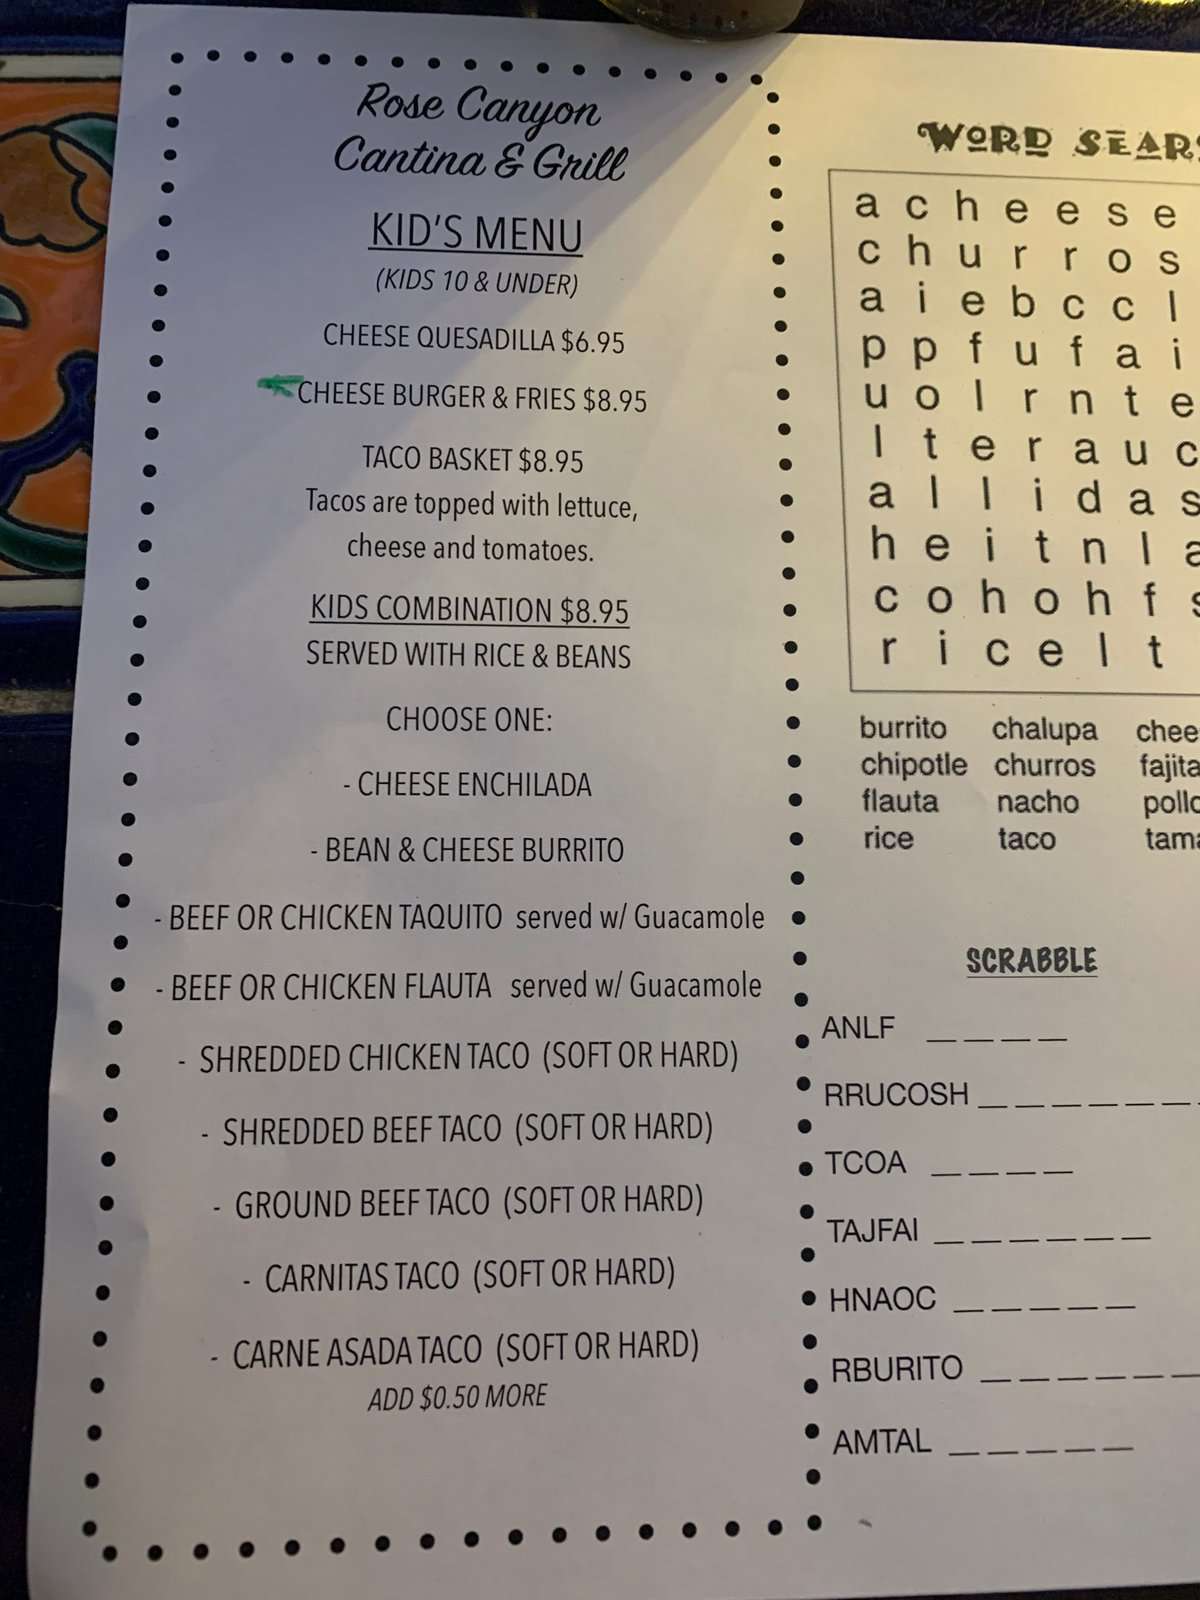 Rose Canyon
Cantina & Grill
KID'S MENU
(KIDS 10 & UNDER)
CHEESE QUESADILLA $6.95
CHEESE BURGER & FRIES $8.95
TACO BASKET $8.95
Tacos are topped with lettuce,
cheese and tomatoes.
KIDS COMBINATION $8.95
SERVED WITH RICE & BEANS
CHOOSE ONE:
- CHEESE ENCHILADA
- BEAN & CHEESE BURRITO
- BEEF OR CHICKEN TAQUITO served w/ Guacamole
- BEEF OR CHICKEN FLAUTA served w/ Guacamole
- SHREDDED CHICKEN TACO (SOFT OR HARD)
- SHREDDED BEEF TACO (SOFT OR HARD)
- GROUND BEEF TACO (SOFT OR HARD)
- CARNITAS TACO (SOFT OR HARD)
- CARNE ASADA TACO (SOFT OR HARD)
ADD $0.50 MORE
WORD SEAR
a c h e e s e
c h u r r o s
a i e b c c l
p p f u f a i
u o l r n t e
l t e r a u c
a l l i d a s
h e i t n l a
c o h o h f s
r i c e l t
burrito chalupa chee
chipotle churros fajita
flauta nacho pollo
rice taco tama
SCRABBLE
ANLF _ _ _ _
RRUCOSH _ _ _ _ _ _ _
TCOA _ _ _ _
TAJFAI _ _ _ _ _ _
HNAOC _ _ _ _ _
RBURITO _ _ _ _ _ _
AMTAL _ _ _ _ _